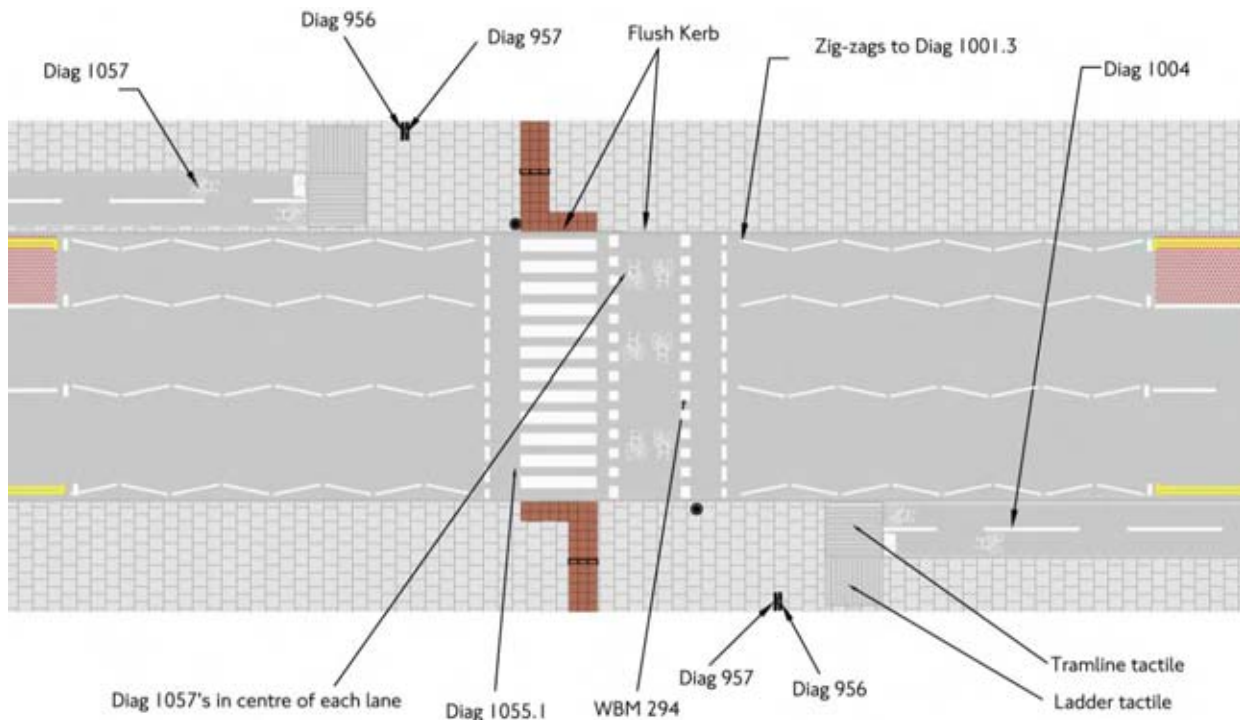 Diag 956
Diag 957
Flush Kerb
Zig-zags to Diag 1001.3
Diag 1057
Diag 1004
Tramline tactile
Diag 957
Diag 956
Ladder tactile
Diag 1057's in centre of each lane
Diag 1055.1
WBM 294